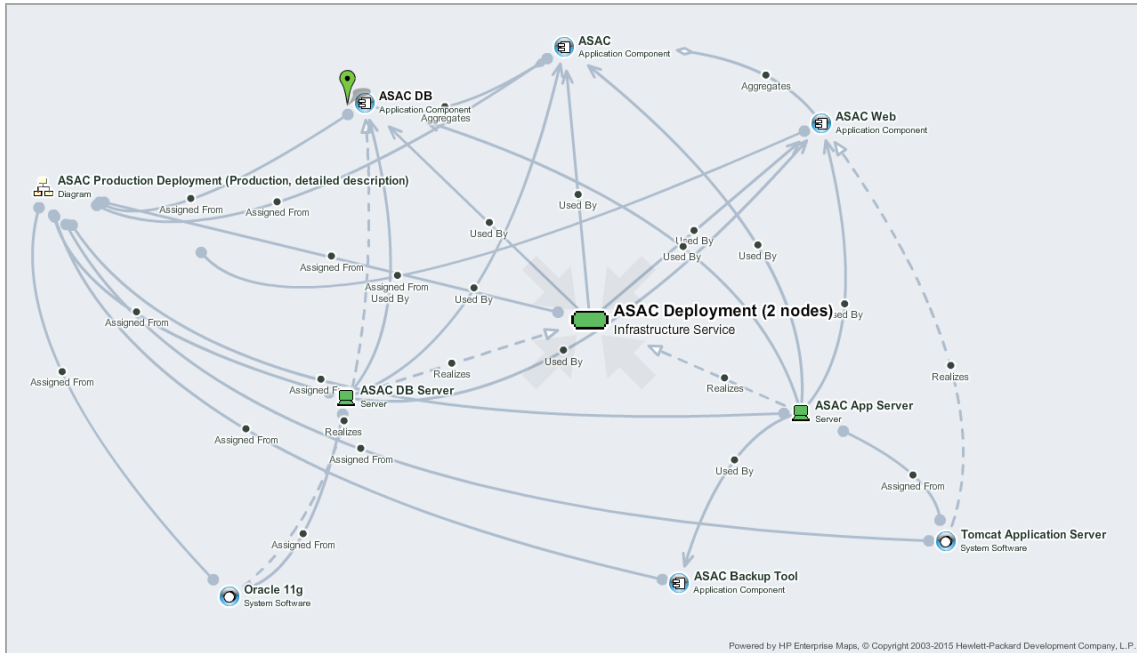 ASAC
Application Component
Aggregates
ASAC DB
Application Component
Aggregates
ASAC Web
Application Component
ASAC Production Deployment (Production, detailed description)
Diagram
Assigned From
Assigned From
Used By
Used By
Used By
Used By
Used By
Assigned From
Assigned From
Used By
Used By
ASAC Deployment (2 nodes)
Infrastructure Service
Used By
Assigned From
Used By
Realizes
Assigned From
Realizes
Realizes
Assigned From
ASAC DB Server
Server
ASAC App Server
Server
Realizes
Assigned From
Assigned From
Used By
Assigned From
Tomcat Application Server
System Software
Assigned From
ASAC Backup Tool
Application Component
Oracle 11g
System Software
Powered by HP Enterprise Maps, © Copyright 2003-2015 Hewlett-Packard Development Company, L.P.